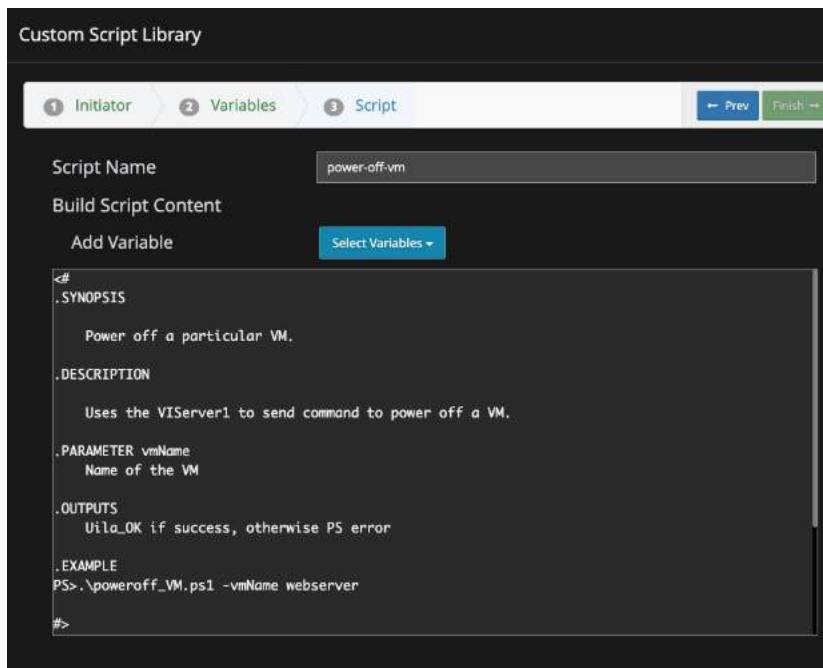 Custom Script Library
1 Initiator 2 Variables 3 Script ← Prev Finish →
Script Name power-off-vm
Build Script Content
Add Variable Select Variables
<#
.SYNOPSIS
Power off a particular VM.
.DESCRIPTION
Uses the VIServer1 to send command to power off a VM.
.PARAMETER vmName
Name of the VM
.OUTPUTS
Uila_OK if success, otherwise PS error
.EXAMPLE
PS>.\poweroff_VM.ps1 -vmName webserver
#>